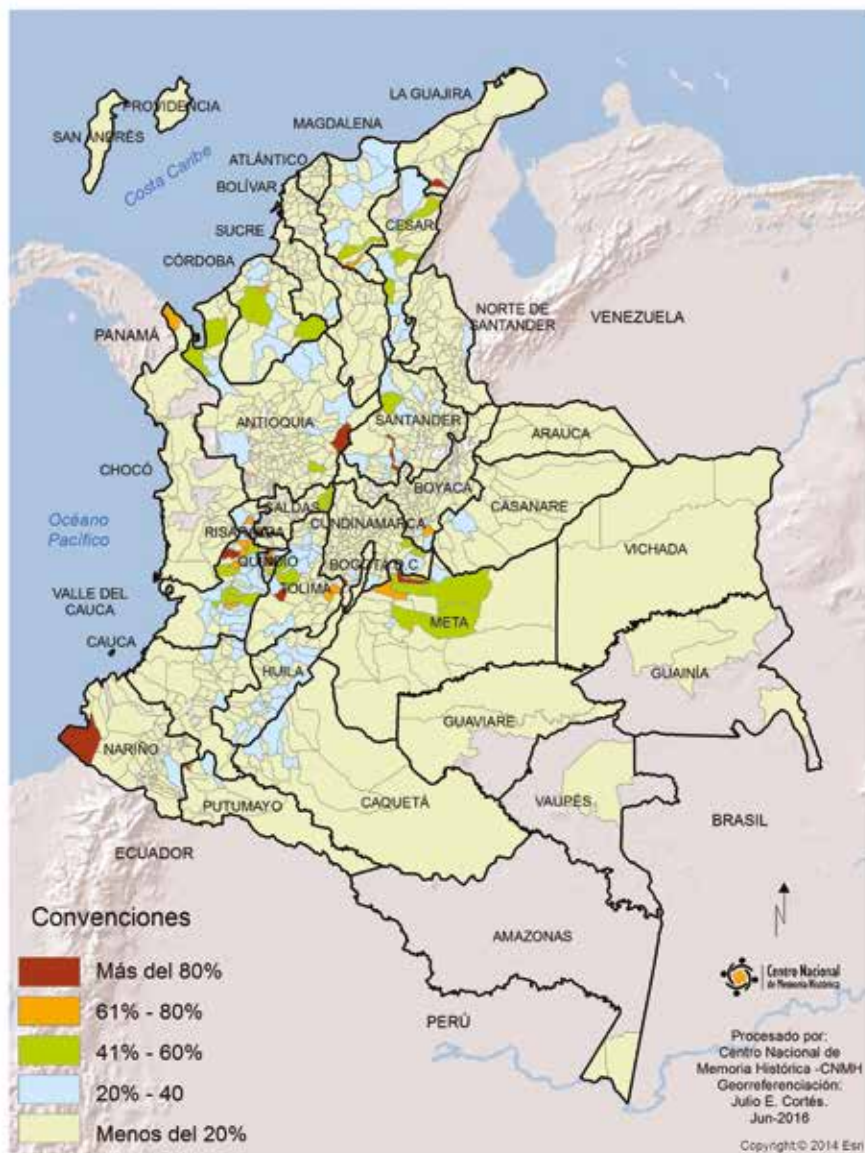 LA GUAJIRA
PROVIDENCIA
MAGDALENA
SAN ANDRÉS
ATLÁNTICO
Costa Caribe
BOLÍVAR
CESAR
SUCRE
CÓRDOBA
NORTE DE
SANTANDER
VENEZUELA
PANAMÁ
ANTIOQUIA
SANTANDER
ARAUCA
CHOCÓ
BOYACA
CASANARE
CALDAS
Océano
Pacífico
RISARALDA
CUNDINAMARCA
VICHADA
QUINDIO
BOGOTÁ D.C
VALLE DEL
CAUCA
TOLIMA
META
CAUCA
HUILA
GUAINÍA
GUAVIARE
NARIÑO
VAUPÉS
PUTUMAYO
CAQUETÁ
BRASIL
ECUADOR
Convenciones
N
AMAZONAS
Más del 80%
Centro Nacional
de Memoria Histórica
61% - 80%
PERÚ
41% - 60%
Procesado por:
Centro Nacional de
Memoria Histórica -CNMH
Georreferenciación:
Julio E. Cortés.
Jun-2016
20% - 40
Menos del 20%
Copyright:© 2014 Esri